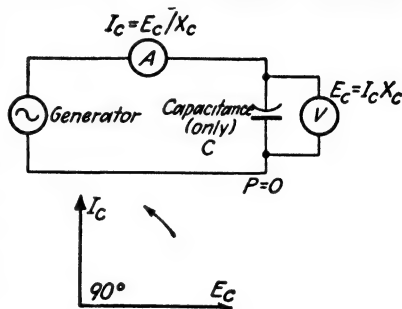 I_C=E_C/X_C
A
Generator
Capacitance
(only)
C
V
E_C=I_C X_C
P=0
I_C
90°
E_C